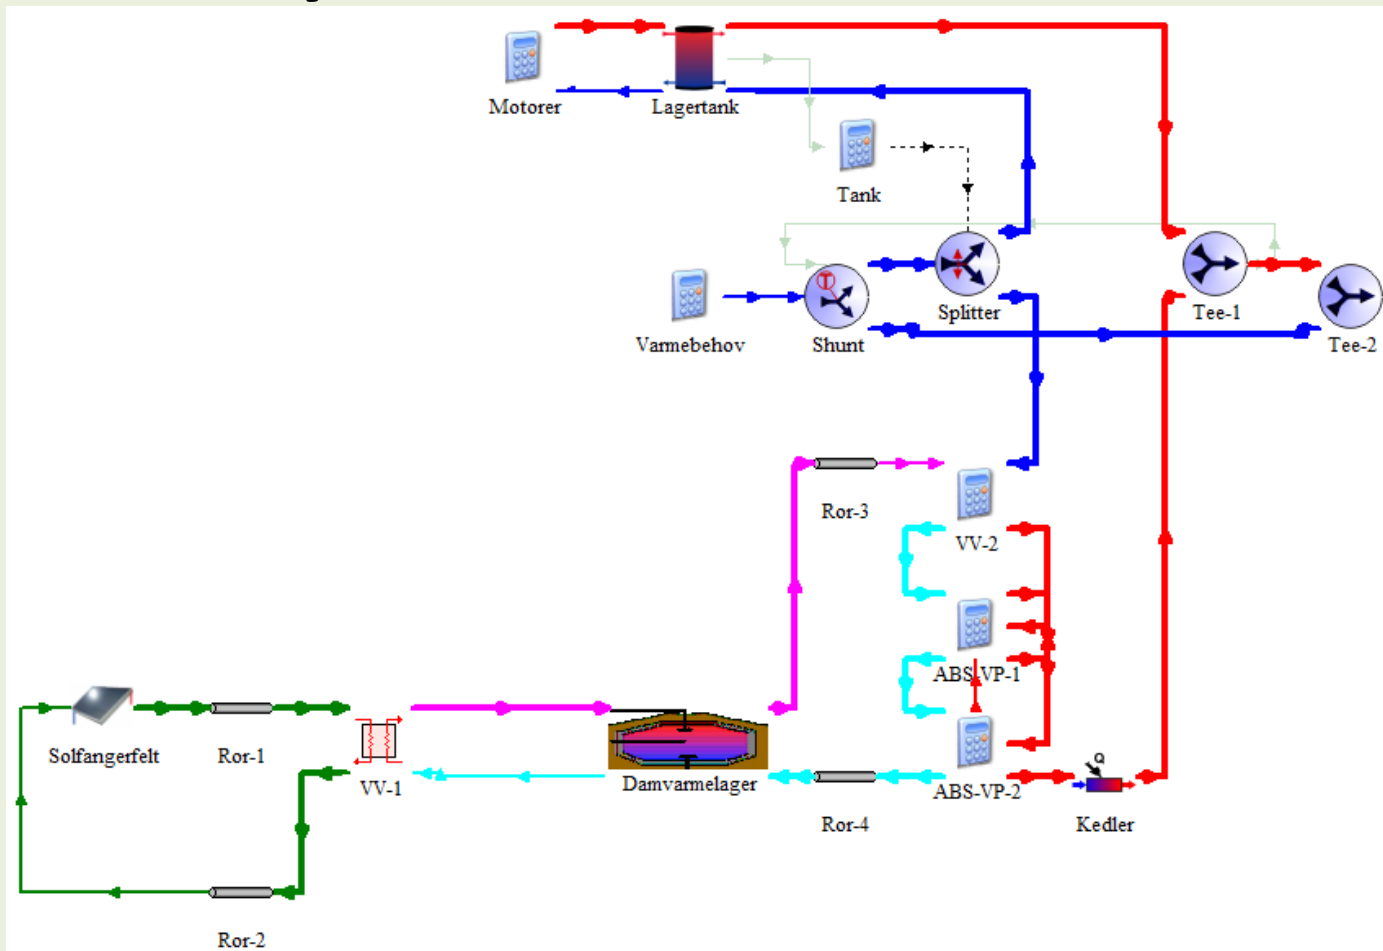 Motorer
Lagertank
Tank
Varmebehov
Shunt
Splitter
Tee-1
Tee-2
Ror-3
VV-2
ABS-VP-1
Solfangerfelt
Ror-1
VV-1
Damvarmelager
Ror-4
ABS-VP-2
Q
Kedler
Ror-2